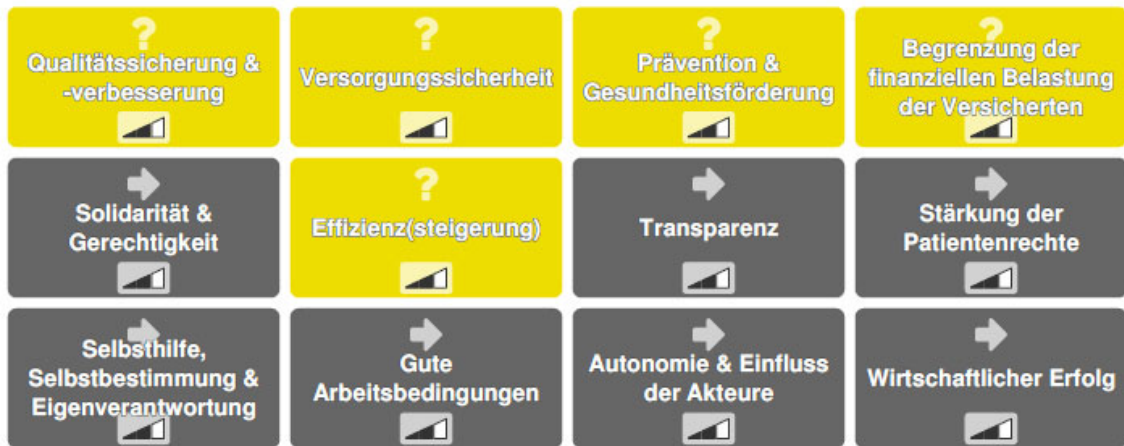 Qualitätssicherung &
-verbesserung
Versorgungssicherheit
Prävention &
Gesundheitsförderung
Begrenzung der
finanziellen Belastung
der Versicherten
Solidarität &
Gerechtigkeit
Effizienz(steigerung)
Transparenz
Stärkung der
Patientenrechte
Selbsthilfe,
Selbstbestimmung &
Eigenverantwortung
Gute
Arbeitsbedingungen
Autonomie & Einfluss
der Akteure
Wirtschaftlicher Erfolg